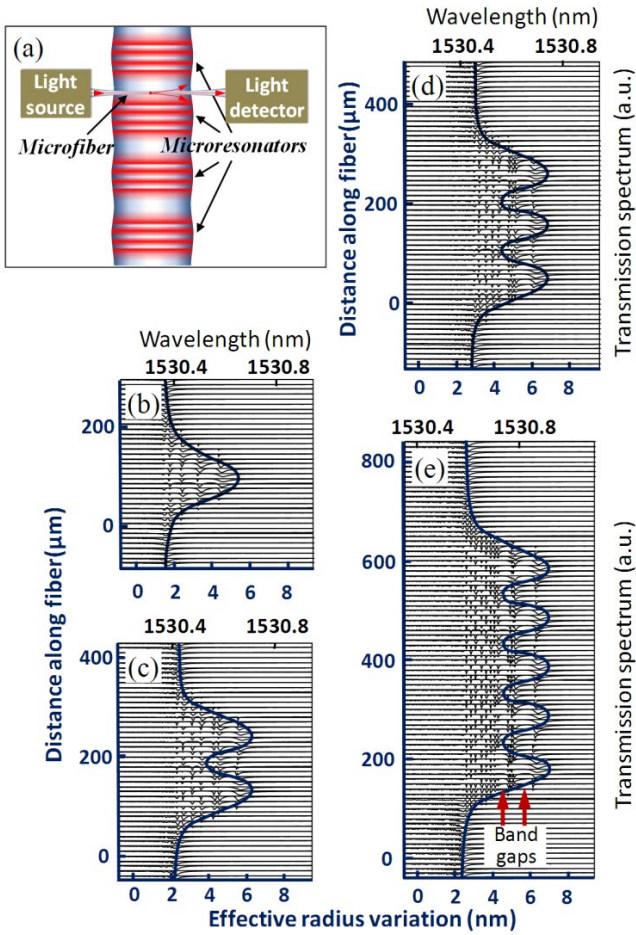 (a)
Light
source
Light
detector
Microfiber
Microresonators
Wavelength (nm)
1530.4 1530.8
(d)
400
200
0
Distance along fiber(μm)
Transmission spectrum (a.u.)
0 2 4 6 8
Wavelength (nm)
1530.4 1530.8
(b)
200
0
0 2 4 6 8
Distance along fiber(μm)
1530.4 1530.8
(c)
400
200
0
0 2 4 6 8
1530.4 1530.8
(e)
800
600
400
200
0
Band
gaps
Transmission spectrum (a.u.)
0 2 4 6 8
Effective radius variation (nm)